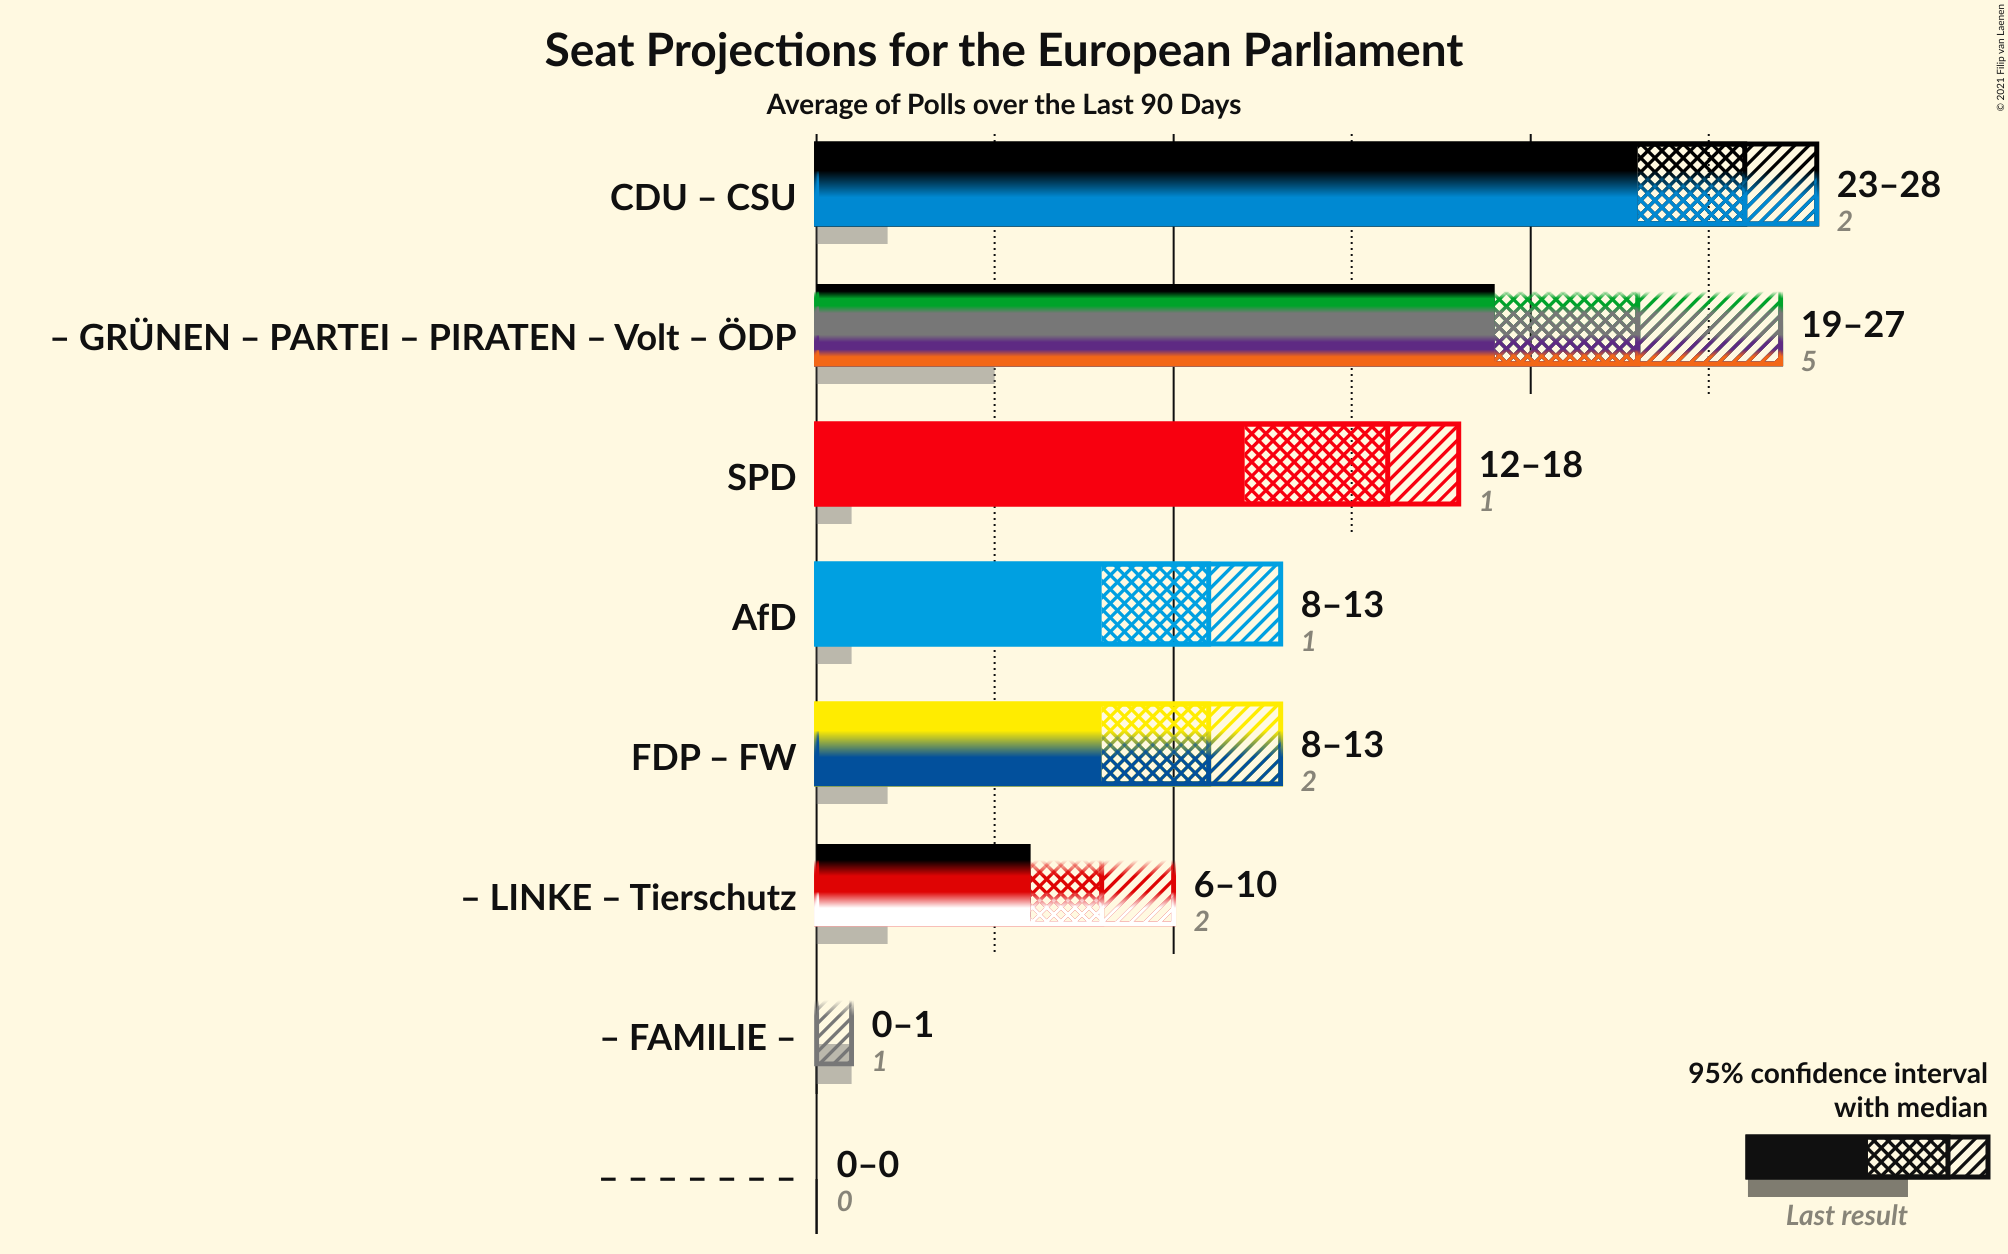 Seat Projections for the European Parliament
Average of Polls over the Last 90 Days
© 2021 Filip van Laenen
CDU – CSU
23–28
2
– GRÜNEN – PARTEI – PIRATEN – Volt – ÖDP
19–27
5
SPD
12–18
1
AfD
8–13
1
FDP – FW
8–13
2
– LINKE – Tierschutz
6–10
2
– FAMILIE –
0–1
1
– – – – – – –
0–0
0
95% confidence interval
with median
Last result